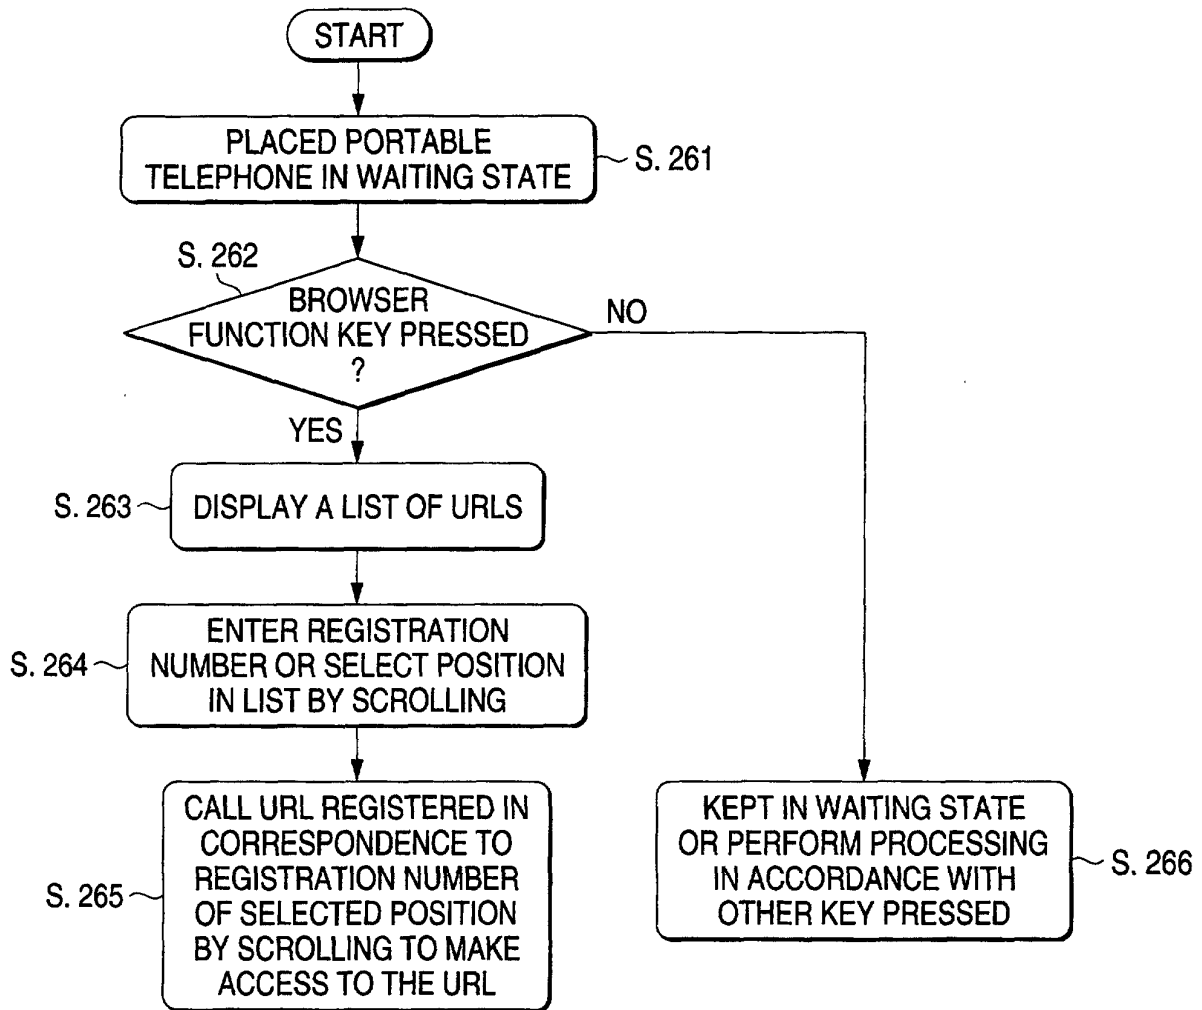 START
PLACED PORTABLE
TELEPHONE IN WAITING STATE
S. 261
S. 262
BROWSER
FUNCTION KEY PRESSED
?
NO
YES
DISPLAY A LIST OF URLS
S. 263
ENTER REGISTRATION
NUMBER OR SELECT POSITION
IN LIST BY SCROLLING
S. 264
CALL URL REGISTERED IN
CORRESPONDENCE TO
REGISTRATION NUMBER
OF SELECTED POSITION
BY SCROLLING TO MAKE
ACCESS TO THE URL
S. 265
KEPT IN WAITING STATE
OR PERFORM PROCESSING
IN ACCORDANCE WITH
OTHER KEY PRESSED
S. 266